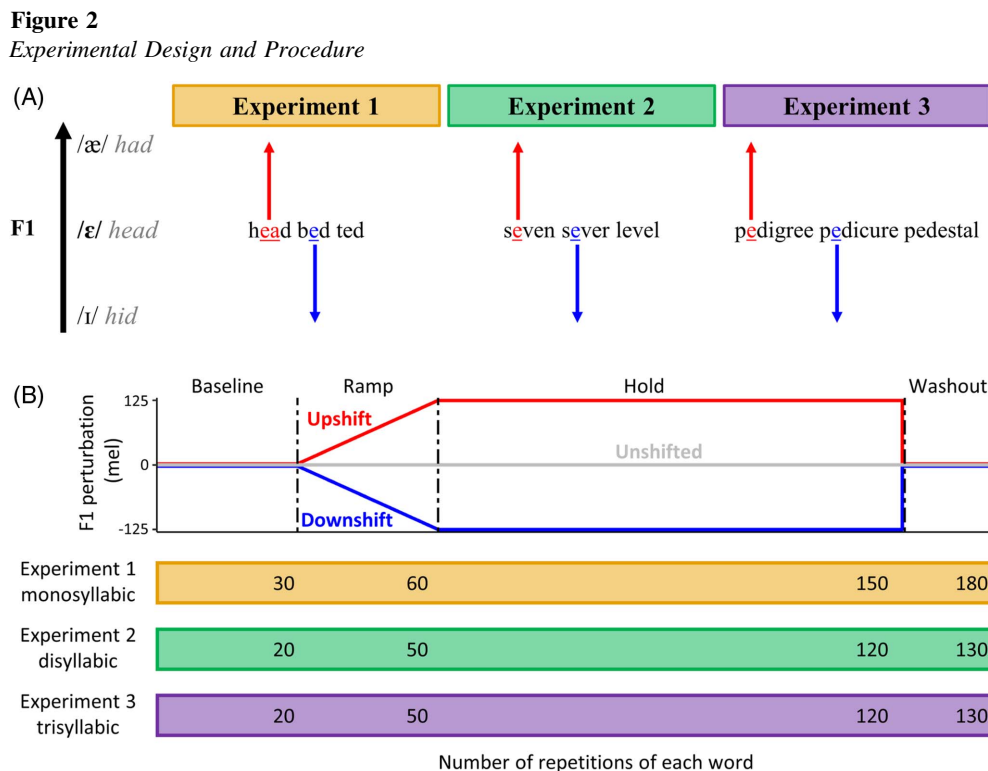 Figure 2
Experimental Design and Procedure
(A)
Experiment 1 Experiment 2 Experiment 3
/æ/ had
F1 /ɛ/ head head bed ted seven sever level pedigree pedicure pedestal
/ɪ/ hid
(B)
Baseline Ramp Hold Washout
F1 perturbation
(mel)
125
Upshift
0 Unshifted
Downshift
-125
Experiment 1
monosyllabic
30 60 150 180
Experiment 2
disyllabic
20 50 120 130
Experiment 3
trisyllabic
20 50 120 130
Number of repetitions of each word